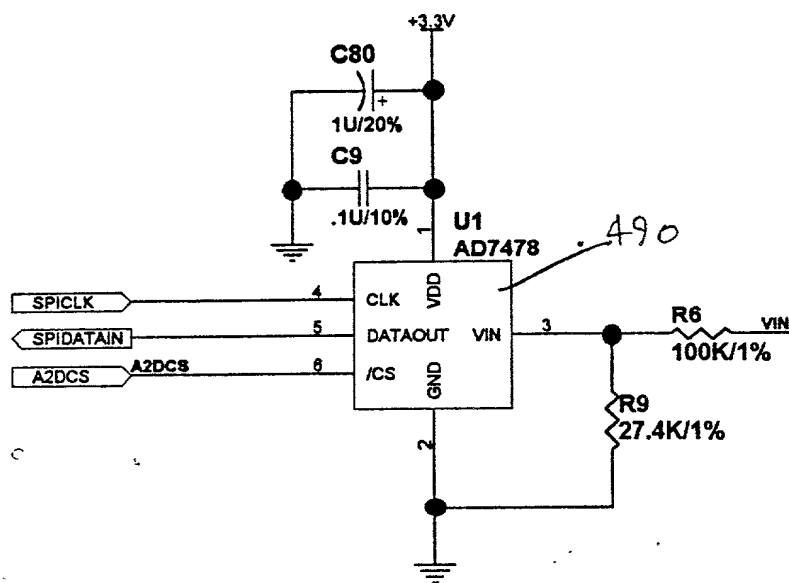 +3.3V
C80
+
1U/20%
C9
.1U/10%
1
U1
AD7478
490
SPICLK
4
CLK
VDD
SPIDATAIN
5
DATAOUT
VIN
3
R6
VIN
100K/1%
A2DCS
A2DCS
6
/CS
GND
R9
27.4K/1%
2